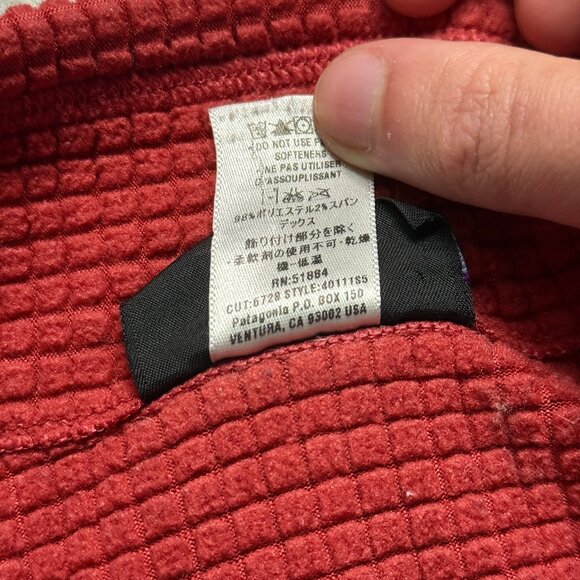 DO NOT USE
SOFTENERS
NE PAS UTILISER
D'ASSOUPLISSANT
98%ポリエステル2%スパン
デックス
飾り付け部分を除く
・柔軟剤の使用不可・乾燥
機－低温
RN:51884
CUT:6728 STYLE:40111S5
Patagonia P.O. BOX 150
VENTURA, CA 93002 USA